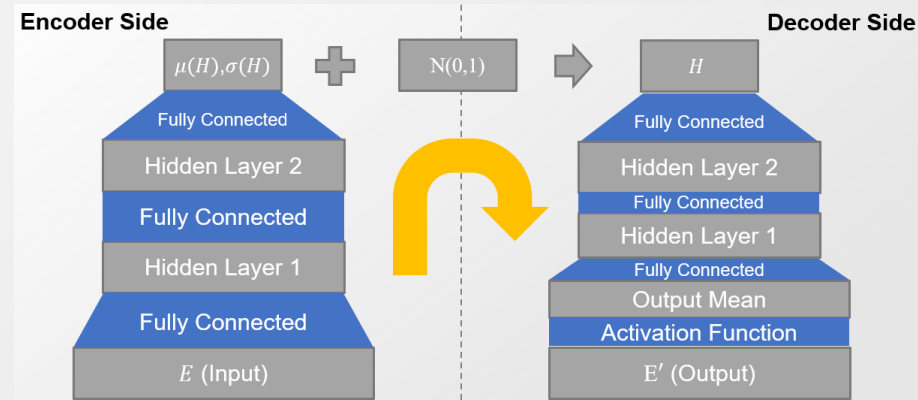 Encoder Side
Decoder Side
μ(H),σ(H)
N(0,1)
H
Fully Connected
Hidden Layer 2
Fully Connected
Hidden Layer 1
Fully Connected
E (Input)
Fully Connected
Hidden Layer 2
Fully Connected
Hidden Layer 1
Fully Connected
Output Mean
Activation Function
E′ (Output)